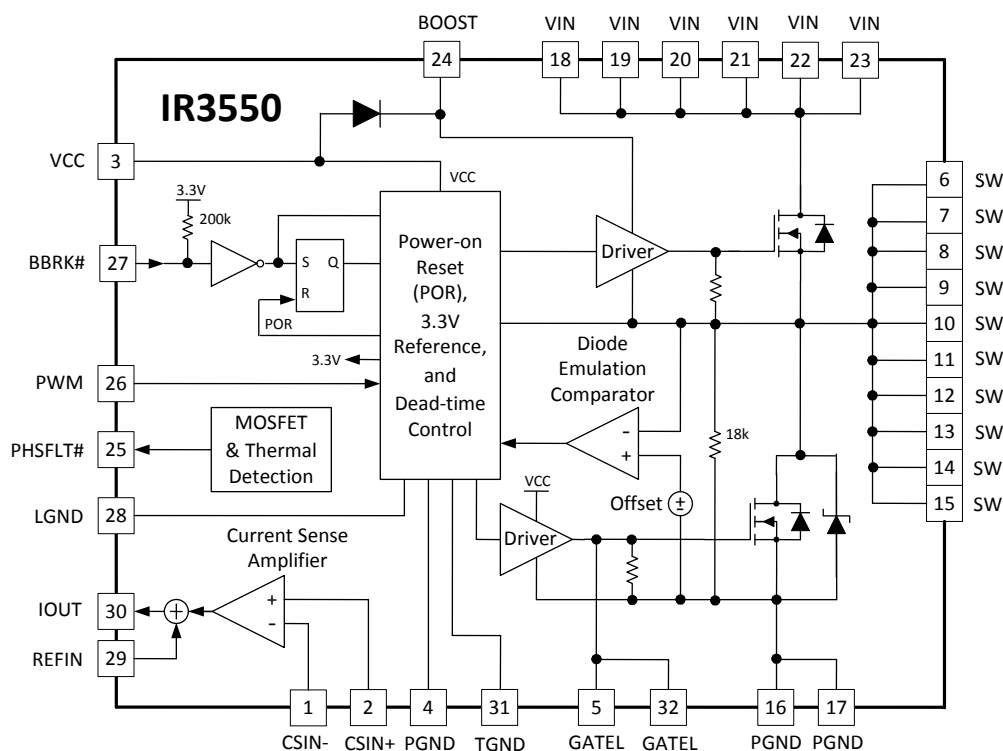 BOOST VIN VIN VIN VIN VIN VIN
24 18 19 20 21 22 23
IR3550
VCC 3
VCC
6 SW
7 SW
8 SW
9 SW
10 SW
11 SW
12 SW
13 SW
14 SW
15 SW
3.3V
200k
BBRK# 27
S Q
R
POR
3.3V
Power-on
Reset
(POR),
3.3V
Reference,
and
Dead-time
Control
Driver
Diode
Emulation
Comparator
-
+
18k
Offset
±
PWM 26
PHSFLT# 25
MOSFET
& Thermal
Detection
LGND 28
VCC
Driver
Current Sense
Amplifier
+
-
IOUT 30
+
REFIN 29
1 2 4 31 5 32 16 17
CSIN- CSIN+ PGND TGND GATEL GATEL PGND PGND